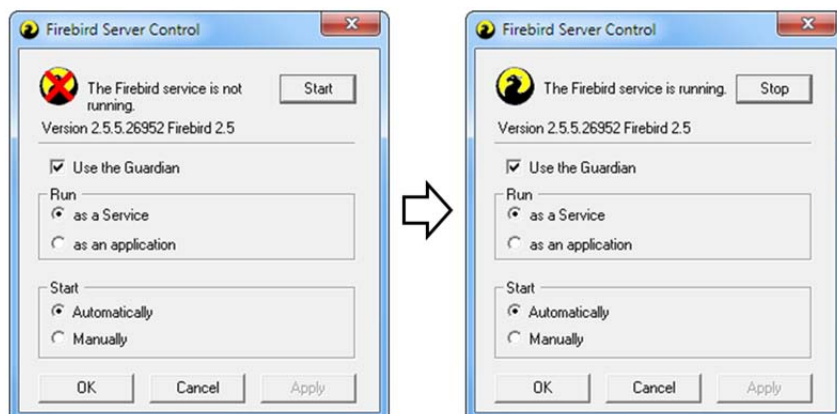 Firebird Server Control
The Firebird service is not
running.
Start
Version 2.5.5.26952 Firebird 2.5
Use the Guardian
Run
as a Service
as an application
Start
Automatically
Manually
OK
Cancel
Apply
Firebird Server Control
The Firebird service is running.
Stop
Version 2.5.5.26952 Firebird 2.5
Use the Guardian
Run
as a Service
as an application
Start
Automatically
Manually
OK
Cancel
Apply